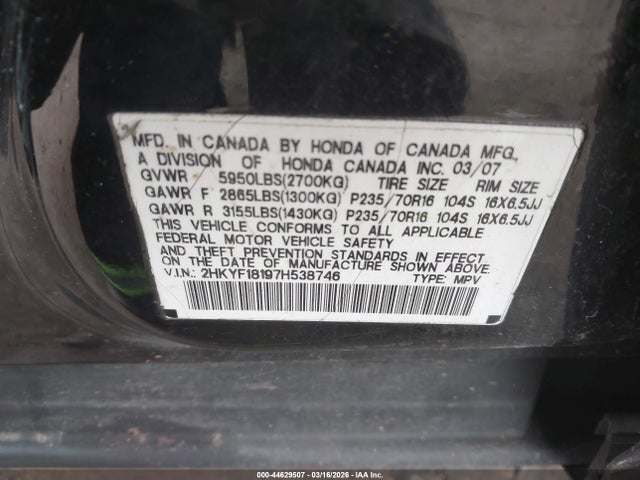 MFD. IN CANADA BY HONDA OF CANADA MFG.,
A DIVISION OF HONDA CANADA INC. 03/07
GVWR 5950LBS(2700KG) TIRE SIZE RIM SIZE
GAWR F 2865LBS(1300KG) P235/70R16 104S 16X6.5JJ
GAWR R 3155LBS(1430KG) P235/70R16 104S 16X6.5JJ
THIS VEHICLE CONFORMS TO ALL APPLICABLE
FEDERAL MOTOR VEHICLE SAFETY
AND THEFT PREVENTION STANDARDS IN EFFECT
ON THE DATE OF MANUFACTURE SHOWN ABOVE.
V.I.N.: 2HKYF18197H538746 TYPE: MPV
000-44629507 - 03/16/2026 - IAA Inc.